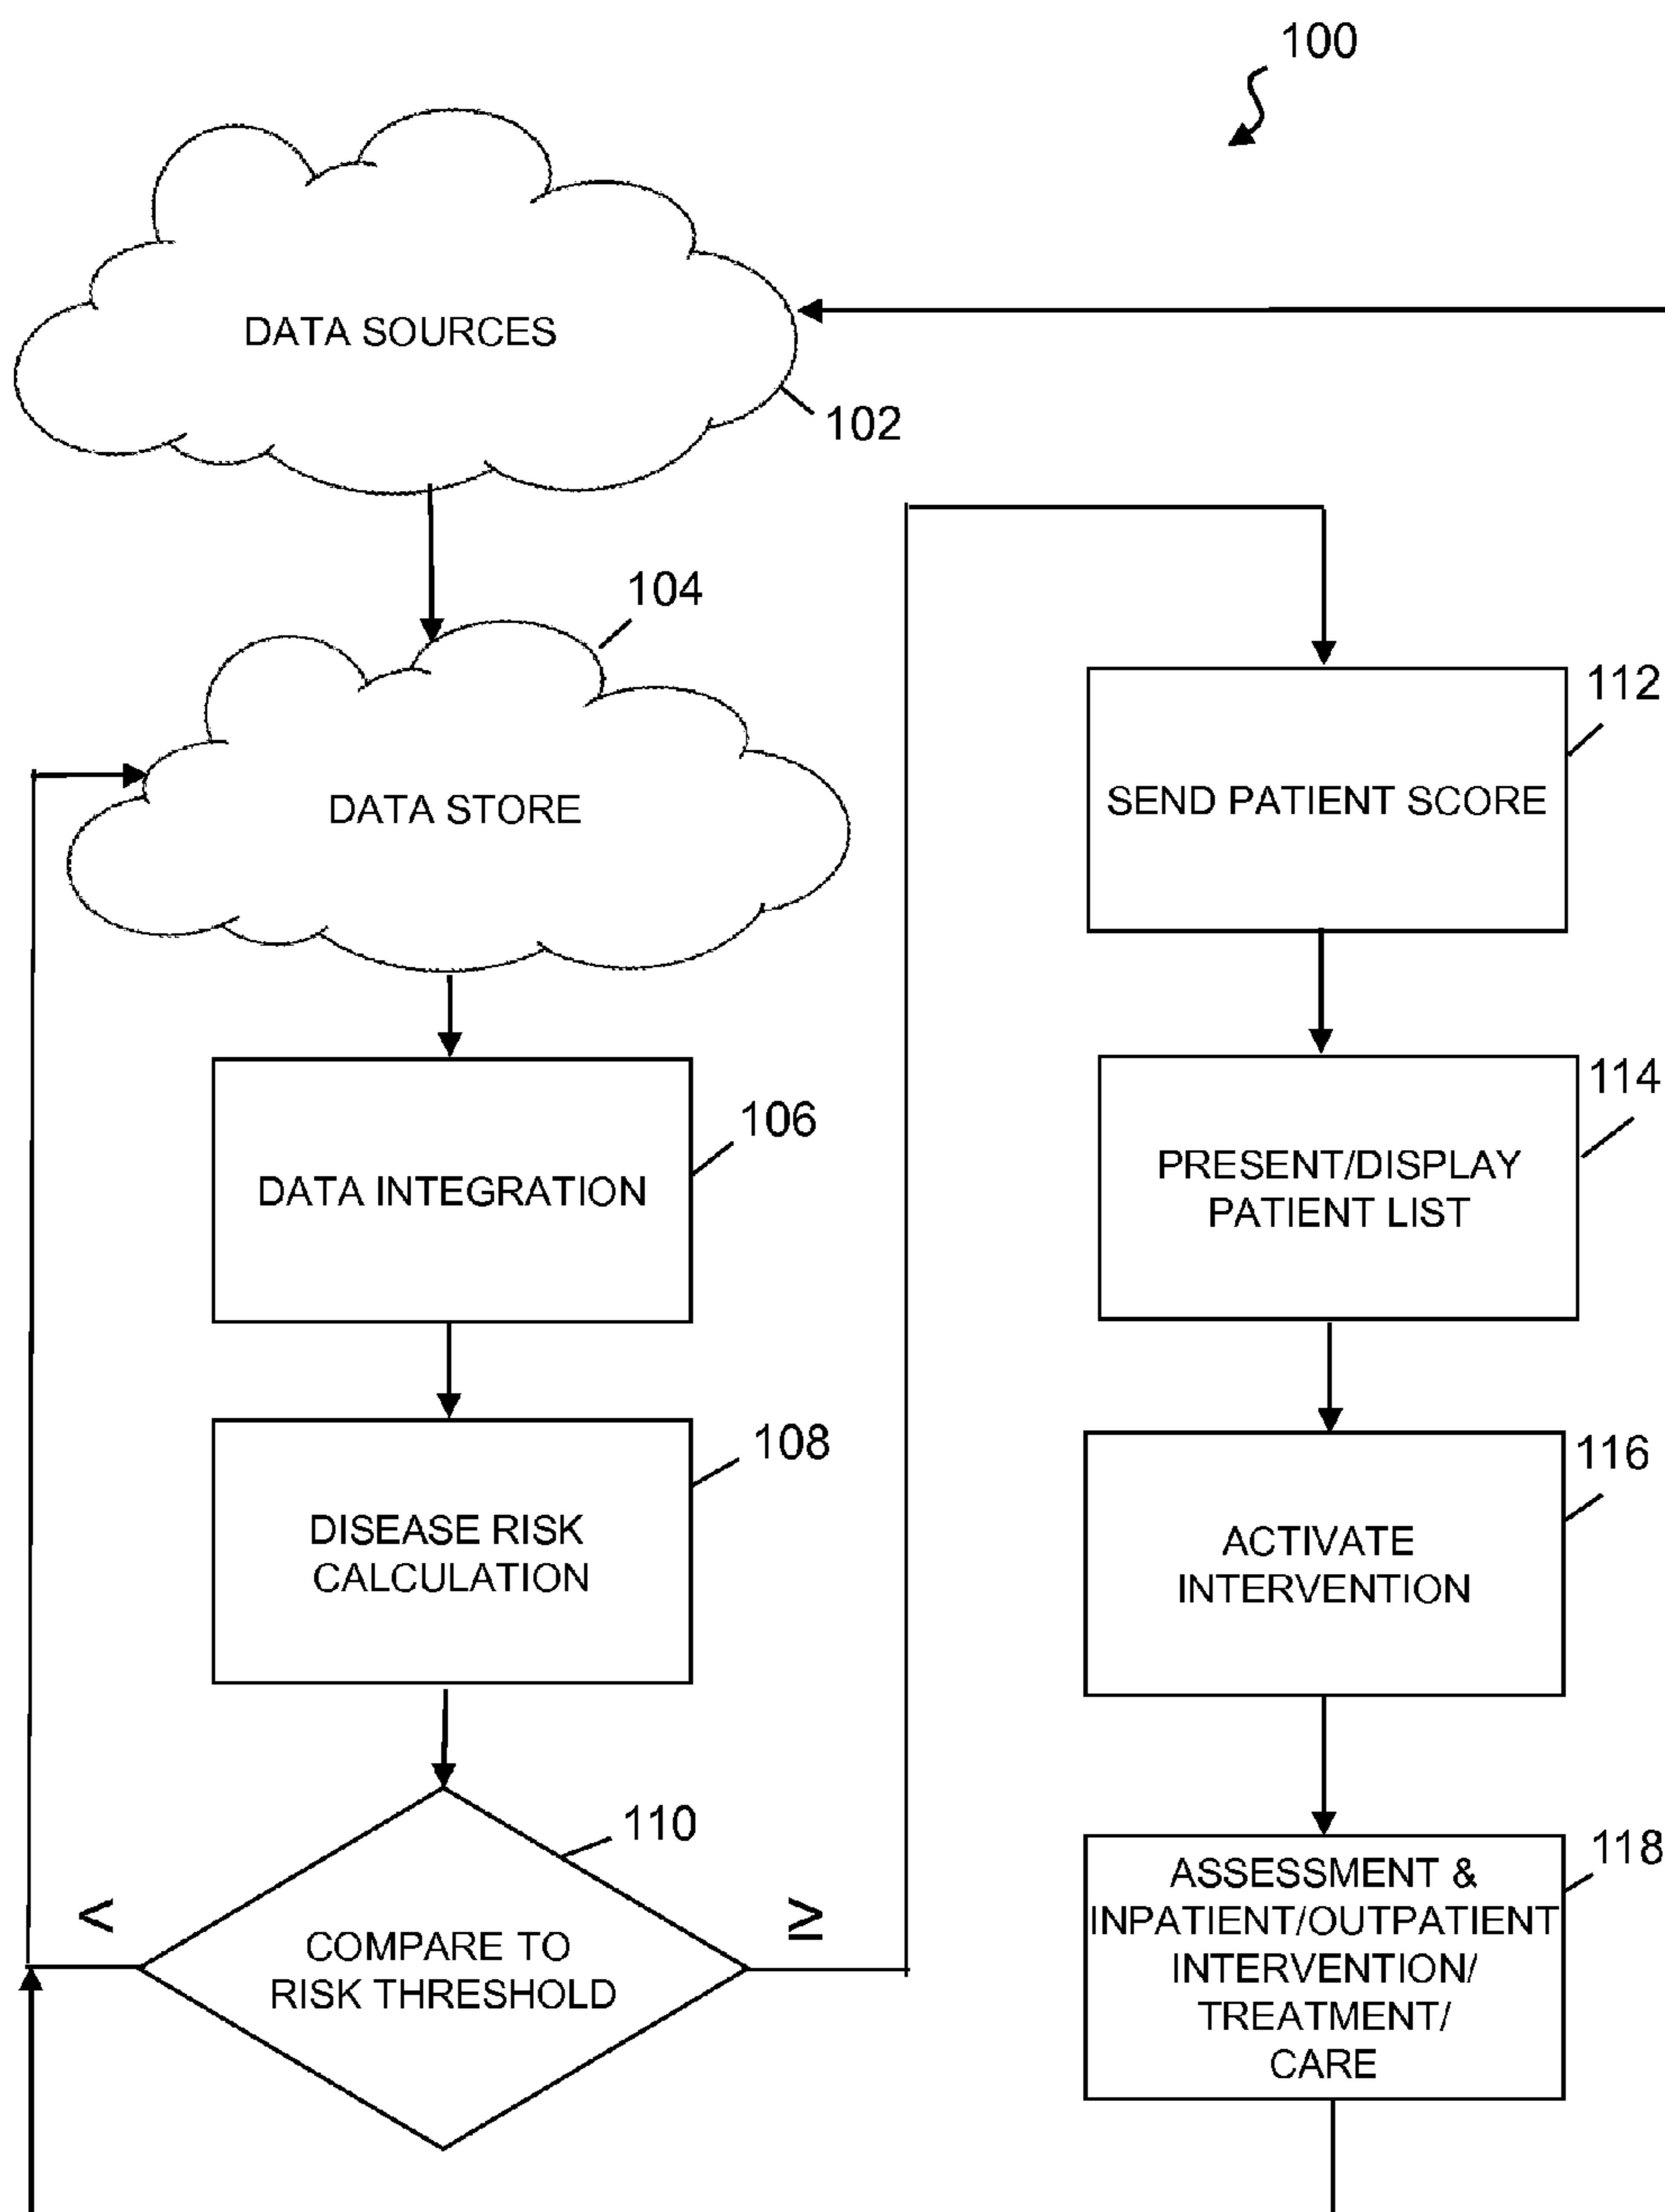 100
DATA SOURCES
102
104
DATA STORE
106
DATA INTEGRATION
108
DISEASE RISK
CALCULATION
110
<
≥
COMPARE TO
RISK THRESHOLD
112
SEND PATIENT SCORE
114
PRESENT/DISPLAY
PATIENT LIST
116
ACTIVATE
INTERVENTION
118
ASSESSMENT &
INPATIENT/OUTPATIENT
INTERVENTION/
TREATMENT/
CARE